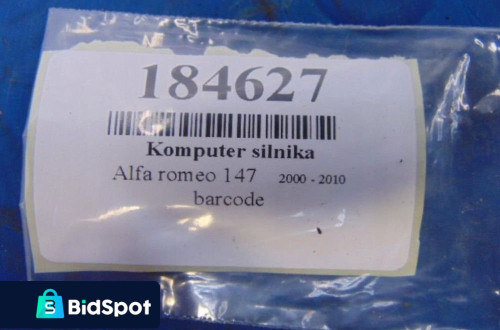 184627
Komputer silnika
Alfa romeo 147 2000 - 2010
barcode
S
BidSpot